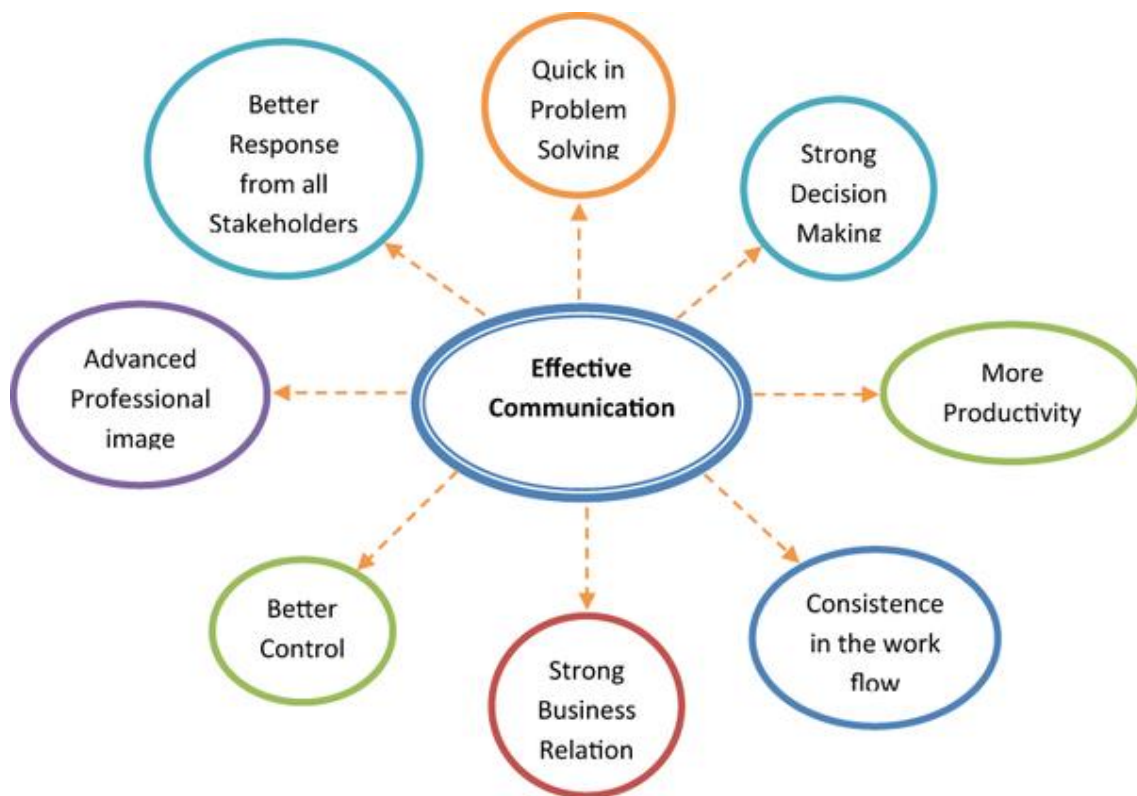 Quick in
Problem
Solving
Better
Response
from all
Stakeholders
Strong
Decision
Making
Advanced
Professional
image
Effective
Communication
More
Productivity
Better
Control
Strong
Business
Relation
Consistence
in the work
flow